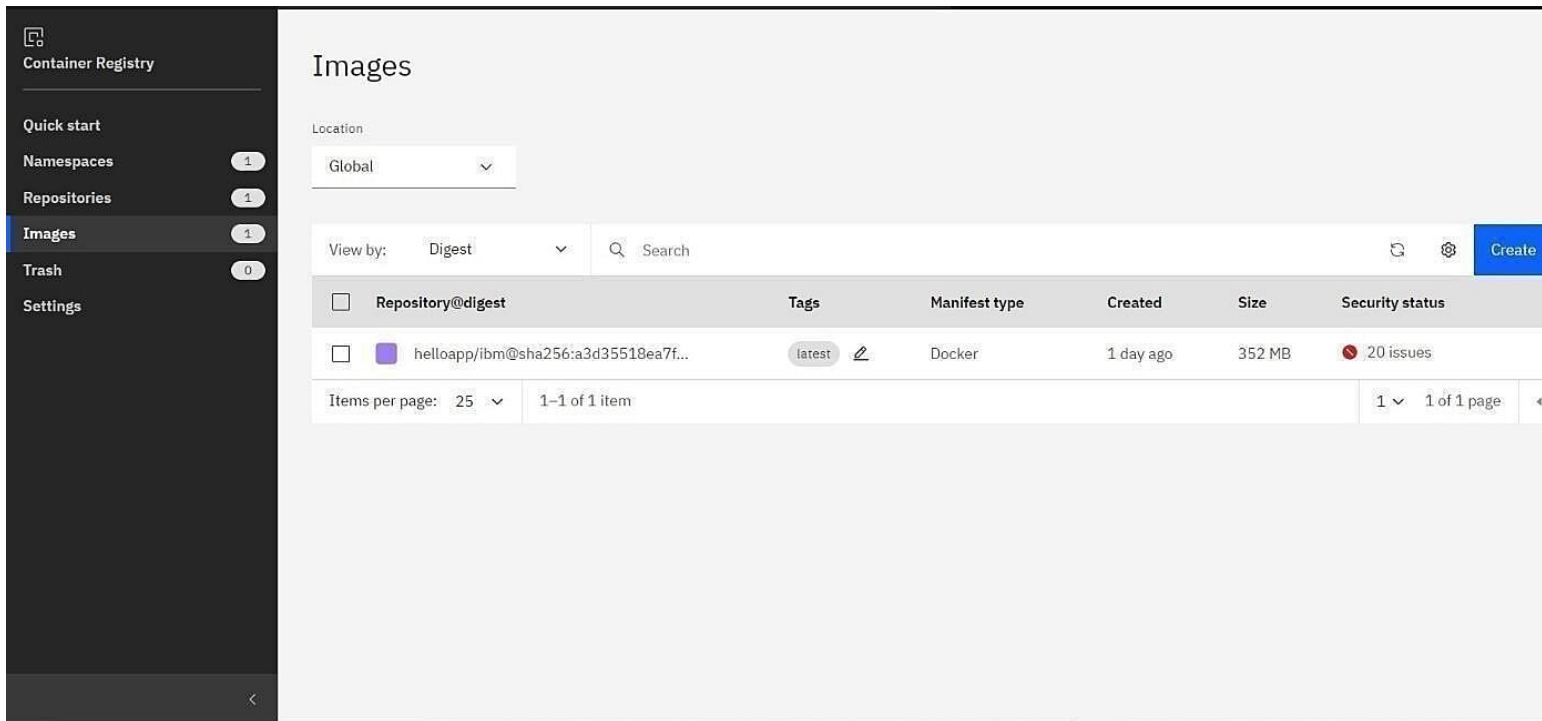 Container Registry
Quick start
Namespaces 1
Repositories 1
Images 1
Trash 0
Settings
Images
Location
Global
View by: Digest Search Create
Repository@digest Tags Manifest type Created Size Security status
helloapp/ibm@sha256:a3d35518ea7f... latest Docker 1 day ago 352 MB 20 issues
Items per page: 25 1–1 of 1 item 1 1 of 1 page